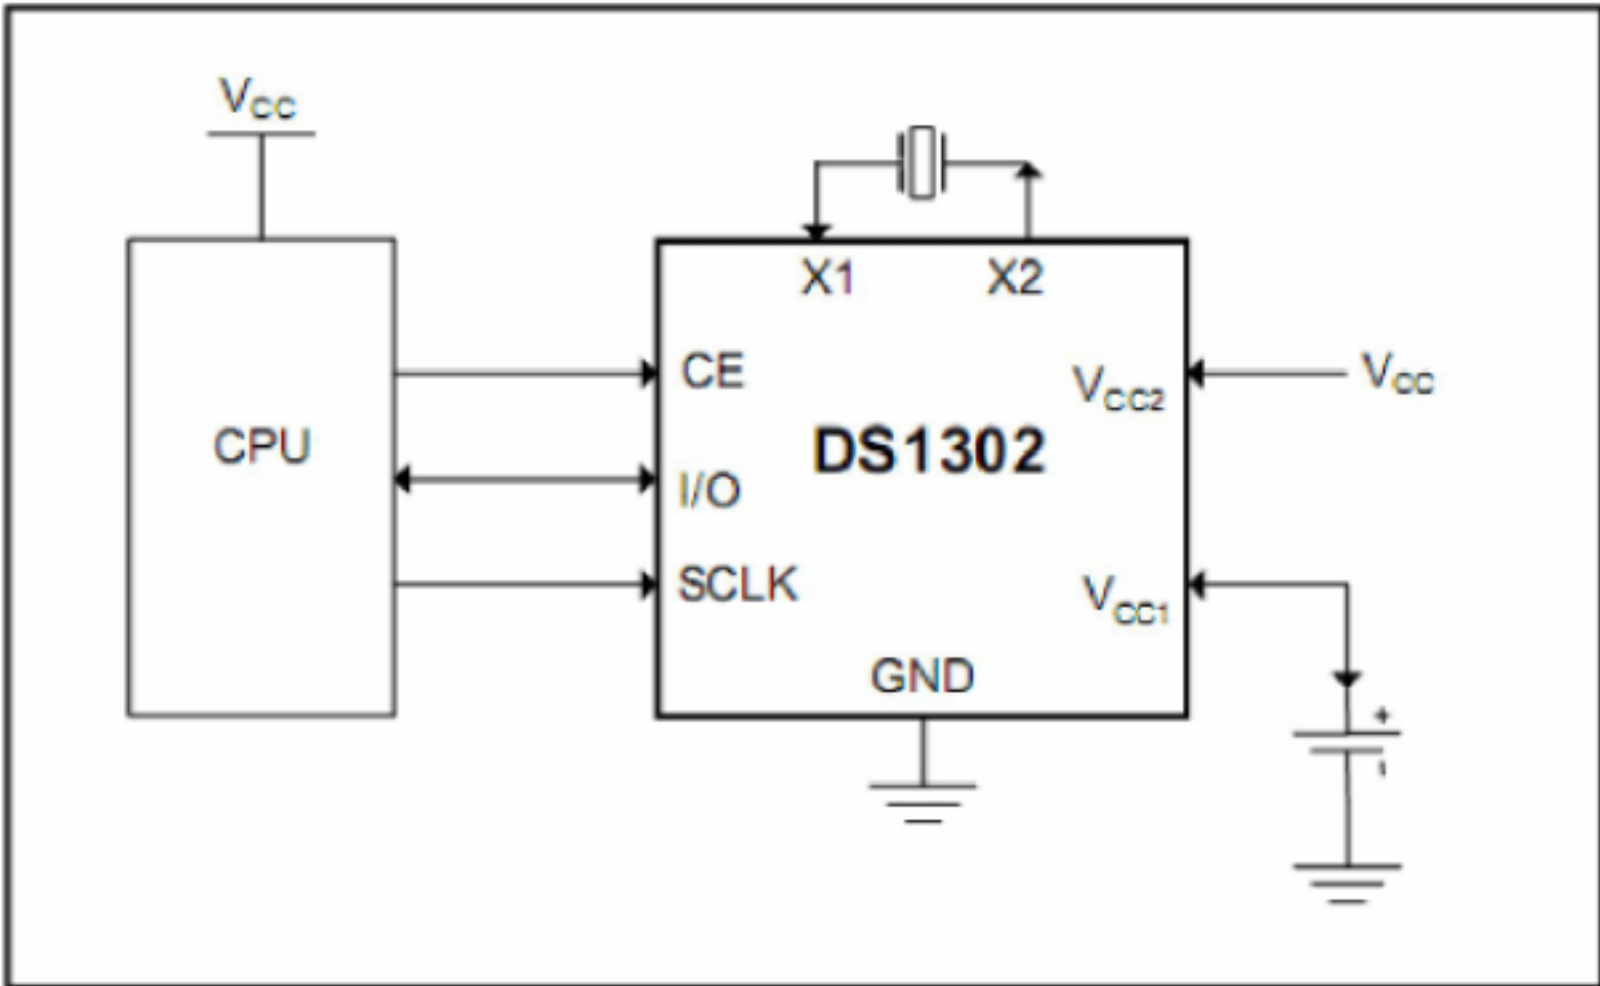 VCC
X1 X2
CE
VCC2
VCC
CPU
DS1302
I/O
SCLK
VCC1
GND
+
-